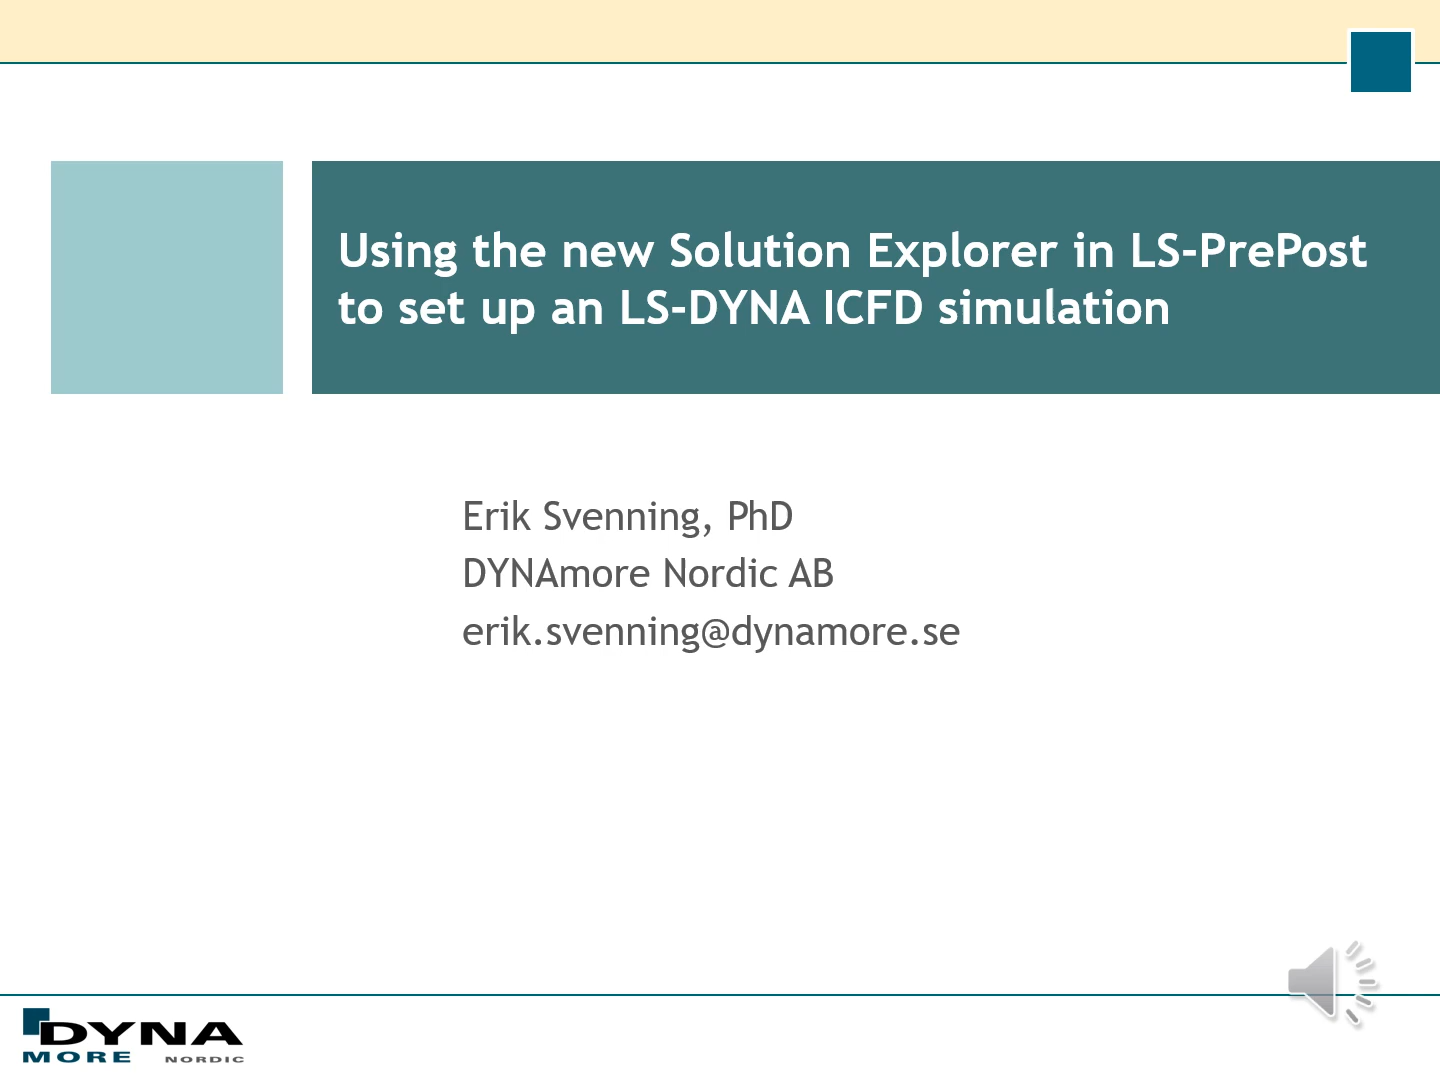 Using the new Solution Explorer in LS-PrePost
to set up an LS-DYNA ICFD simulation
Erik Svenning, PhD
DYNAmore Nordic AB
erik.svenning@dynamore.se
DYNA
MORE NORDIC